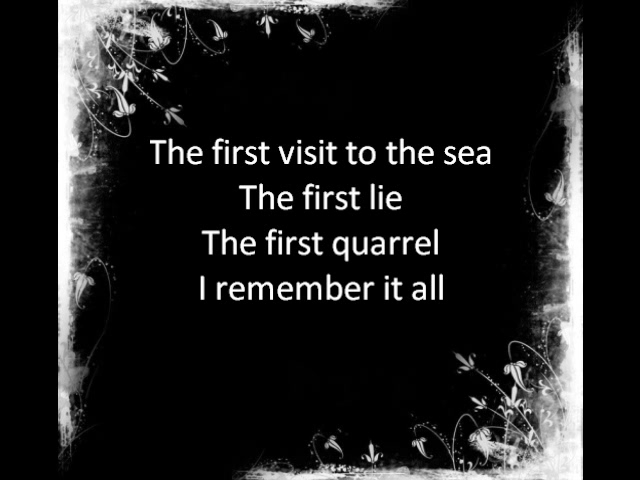 The first visit to the sea
The first lie
The first quarrel
I remember it all